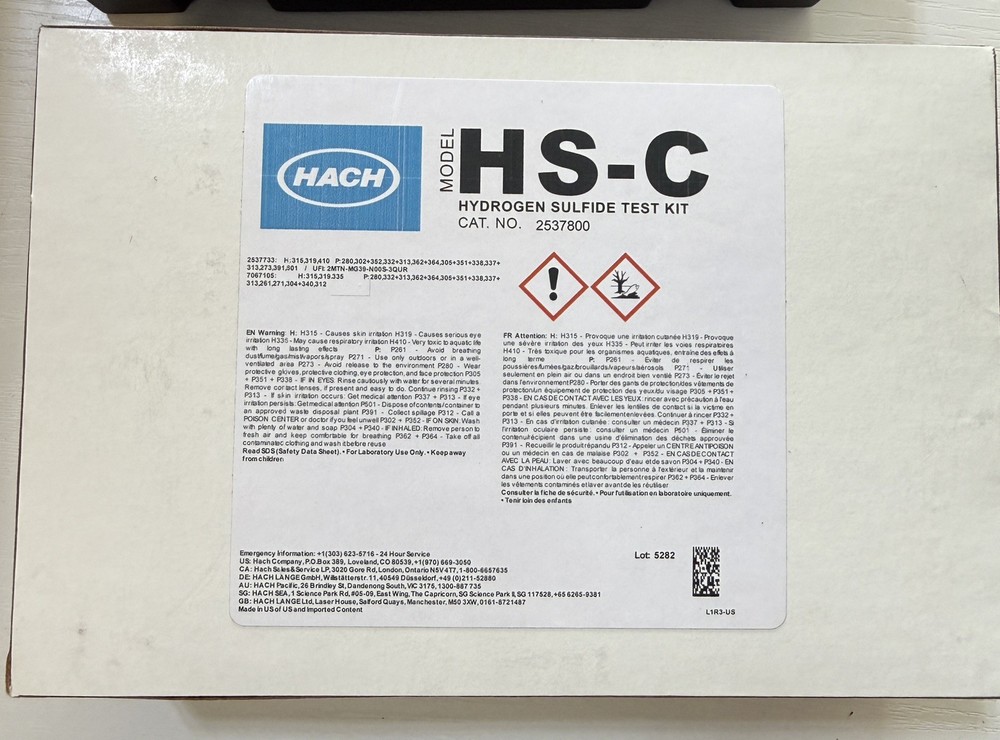 HACH
MODEL
HS-C
HYDROGEN SULFIDE TEST KIT
CAT. NO. 2537800
2537733: H:315,319,410 P:280,302+352,332+313,362+364,305+351+338,337+
313,273,391,501 / UFI: 2MTN-MG39-N00S-3QUR
7067105: H:315,319,335 P:280,332+313,362+364,305+351+338,337+
313,261,271,304+340,312
EN Warning: H: H315 - Causes skin irritation H319 - Causes serious eye
irritation H335 - May cause respiratory irritation H410 - Very toxic to aquatic life
with long lasting effects P: P261 - Avoid breathing
dust/fume/gas/mist/vapors/spray P271 - Use only outdoors or in a well-
ventilated area P273 - Avoid release to the environment P280 - Wear
protective gloves, protective clothing, eye protection, and face protection P305
+ P351 + P338 - IF IN EYES: Rinse cautiously with water for several minutes.
Remove contact lenses, if present and easy to do. Continue rinsing P332 +
P313 - If skin irritation occurs: Get medical attention P337 + P313 - If eye
irritation persists: Get medical attention P501 - Dispose of contents/container to
an approved waste disposal plant P391 - Collect spillage P312 - Call a
POISON CENTER or doctor if you feel unwell P302 + P352 - IF ON SKIN: Wash
with plenty of water and soap P304 + P340 - IF INHALED: Remove person to
fresh air and keep comfortable for breathing P362 + P364 - Take off all
contaminated clothing and wash it before reuse
Read SDS (Safety Data Sheet). • For Laboratory Use Only. • Keep away
from children
FR Attention: H: H315 - Provoque une irritation cutanée H319 - Provoque
une sévère irritation des yeux H335 - Peut irriter les voies respiratoires
H410 - Très toxique pour les organismes aquatiques, entraîne des effets à
long terme P: P261 - Éviter de respirer les
poussières/fumées/gaz/brouillards/vapeurs/aérosols P271 - Utiliser
seulement en plein air ou dans un endroit bien ventilé P273 - Éviter le rejet
dans l'environnement P280 - Porter des gants de protection/des vêtements de
protection/un équipement de protection des yeux/du visage P305 + P351+
P338 - EN CAS DE CONTACT AVEC LES YEUX: rincer avec précaution à l'eau
pendant plusieurs minutes. Enlever les lentilles de contact si la victime en
porte et si elles peuvent être facilement enlevées. Continuer à rincer P332 +
P313 - En cas d'irritation cutanée: consulter un médecin P337 + P313 - Si
l'irritation oculaire persiste: consulter un médecin P501 - Éliminer le
contenu/récipient dans une usine d'élimination des déchets approuvée
P391 - Recueillir le produit répandu P312 - Appeler un CENTRE ANTIPOISON
ou un médecin en cas de malaise P302 + P352 - EN CAS DE CONTACT
AVEC LA PEAU: Laver avec beaucoup d'eau et de savon P304 + P340 - EN
CAS D'INHALATION: Transporter la personne à l'extérieur et la maintenir
dans une position où elle peut confortablement respirer P362 + P364 - Enlever
les vêtements contaminés et laver avant de les réutiliser
Consulter la fiche de sécurité. • Pour l'utilisation en laboratoire uniquement.
• Tenir loin des enfants
Emergency Information: +1(303) 623-5716 - 24 Hour Service
US: Hach Company, P.O.Box 389, Loveland, CO 80539, +1(970) 669-3050
CA: Hach Sales & Service LP, 3020 Gore Rd, London, Ontario N5V 4T7, 1-800-6657635
DE: HACH LANGE GmbH, Willstätterstr. 11, 40549 Düsseldorf, +49 (0)211-52880
AU: HACH Pacific, 26 Brindley St, Dandenong South, VIC 3175, 1300-887 735
SG: HACH SEA, 1 Science Park Rd, #05-09, East Wing, The Capricorn, SG Science Park II, SG 117528, +65 6265-9381
GB: HACH LANGE Ltd, Laser House, Salford Quays, Manchester, M50 3XW, 0161-8721487
Made in US of US and Imported Content
Lot: 5282
L1R3-US